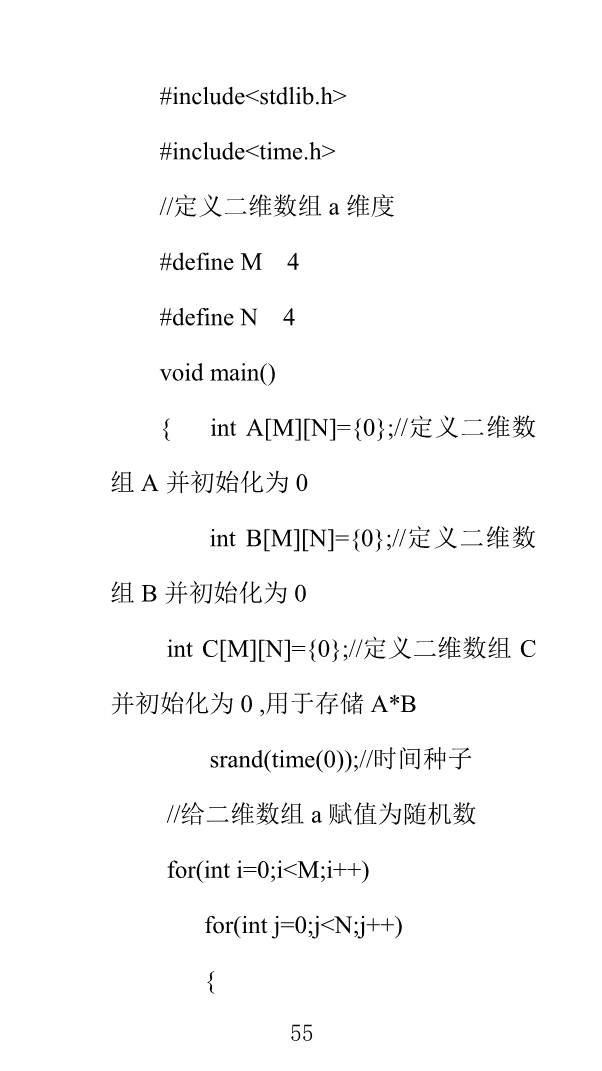 #include<stdlib.h>
#include<time.h>
//定义二维数组 a 维度
#define M    4
#define N    4
void main()
{    int A[M][N]={0};//定义二维数
组 A 并初始化为 0
int B[M][N]={0};//定义二维数
组 B 并初始化为 0
int C[M][N]={0};//定义二维数组 C
并初始化为 0 ,用于存储 A*B
srand(time(0));//时间种子
//给二维数组 a 赋值为随机数
for(int i=0;i<M;i++)
for(int j=0;j<N;j++)
{
55